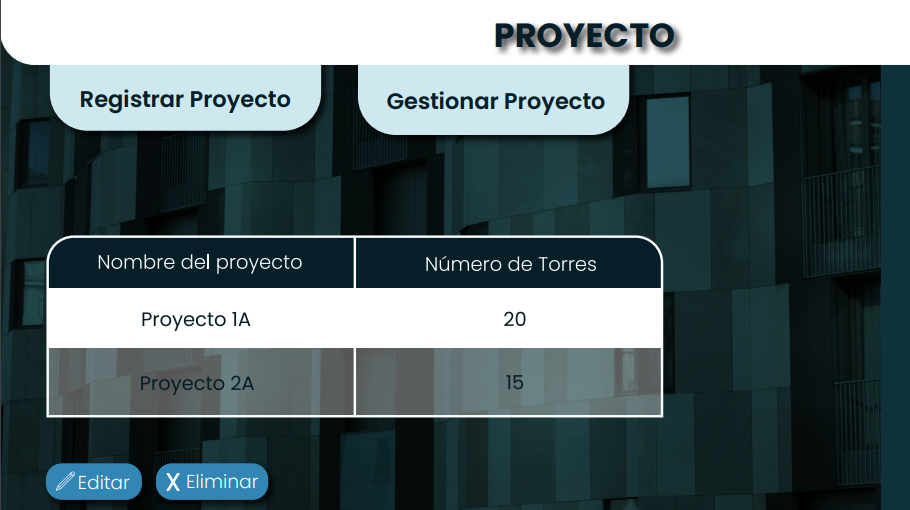 PROYECTO
Registrar Proyecto
Gestionar Proyecto
Nombre del proyecto Número de Torres
Proyecto 1A 20
Proyecto 2A 15
Editar X Eliminar